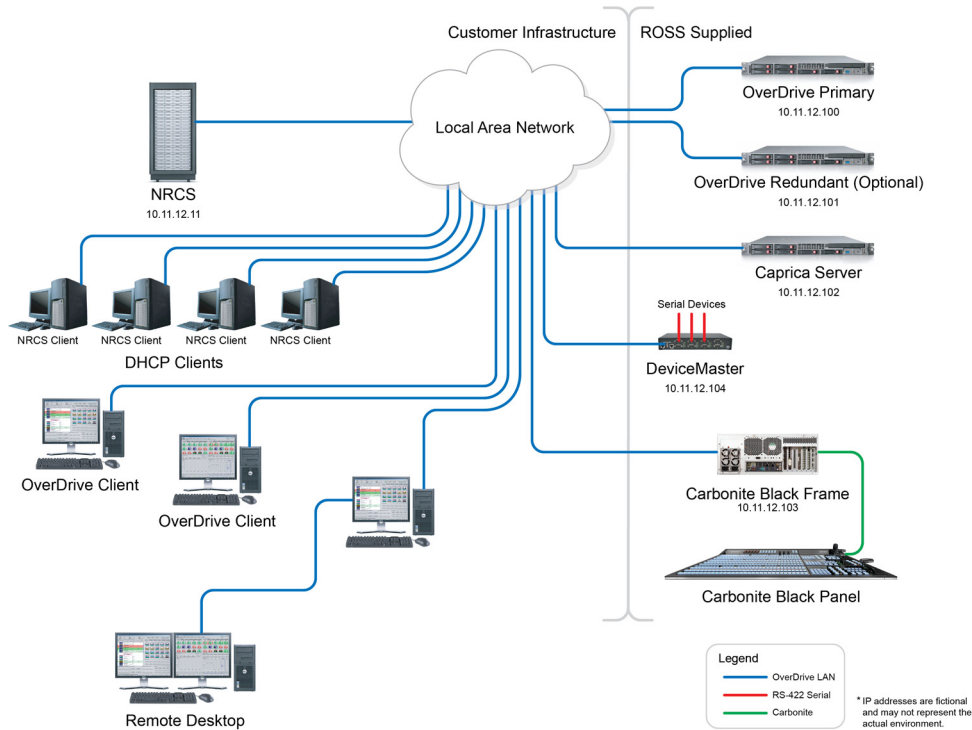 Customer Infrastructure
ROSS Supplied
Local Area Network
OverDrive Primary
10.11.12.100
NRCS
10.11.12.11
OverDrive Redundant (Optional)
10.11.12.101
Caprica Server
10.11.12.102
NRCS Client
NRCS Client
NRCS Client
NRCS Client
DHCP Clients
Serial Devices
DeviceMaster
10.11.12.104
OverDrive Client
OverDrive Client
Carbonite Black Frame
10.11.12.103
Carbonite Black Panel
Remote Desktop
Legend
OverDrive LAN
RS-422 Serial
Carbonite
* IP addresses are fictional
and may not represent the
actual environment.